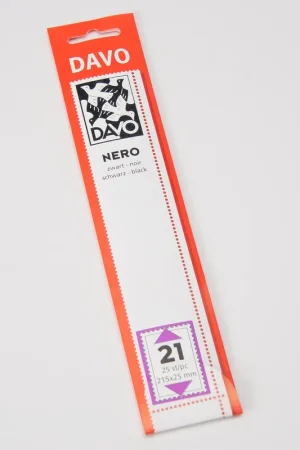 DAVO
DAVO
NERO
zwart - noir
schwarz - black
21
25 st/pc
215x25 mm